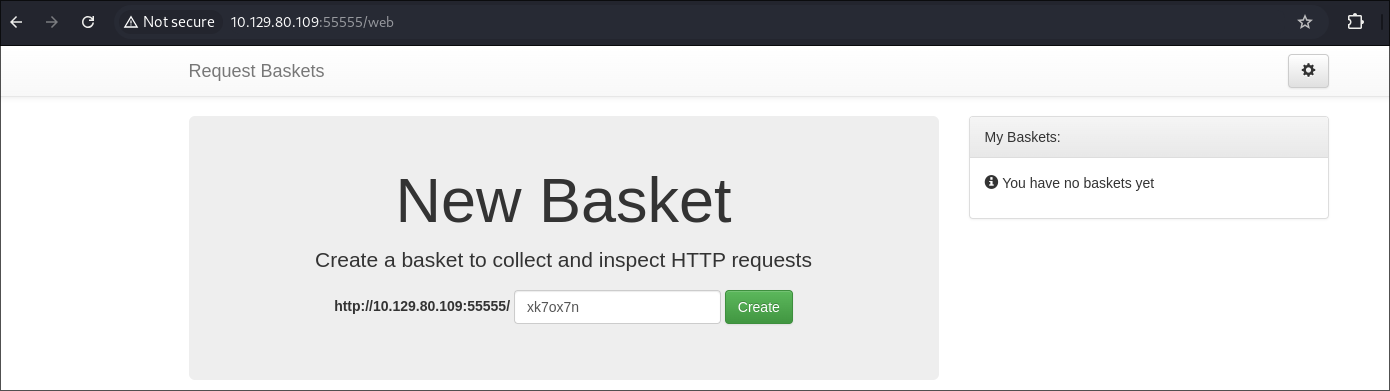 Not secure 10.129.80.109:55555/web
Request Baskets
New Basket
Create a basket to collect and inspect HTTP requests
http://10.129.80.109:55555/ xk7ox7n Create
My Baskets:
You have no baskets yet